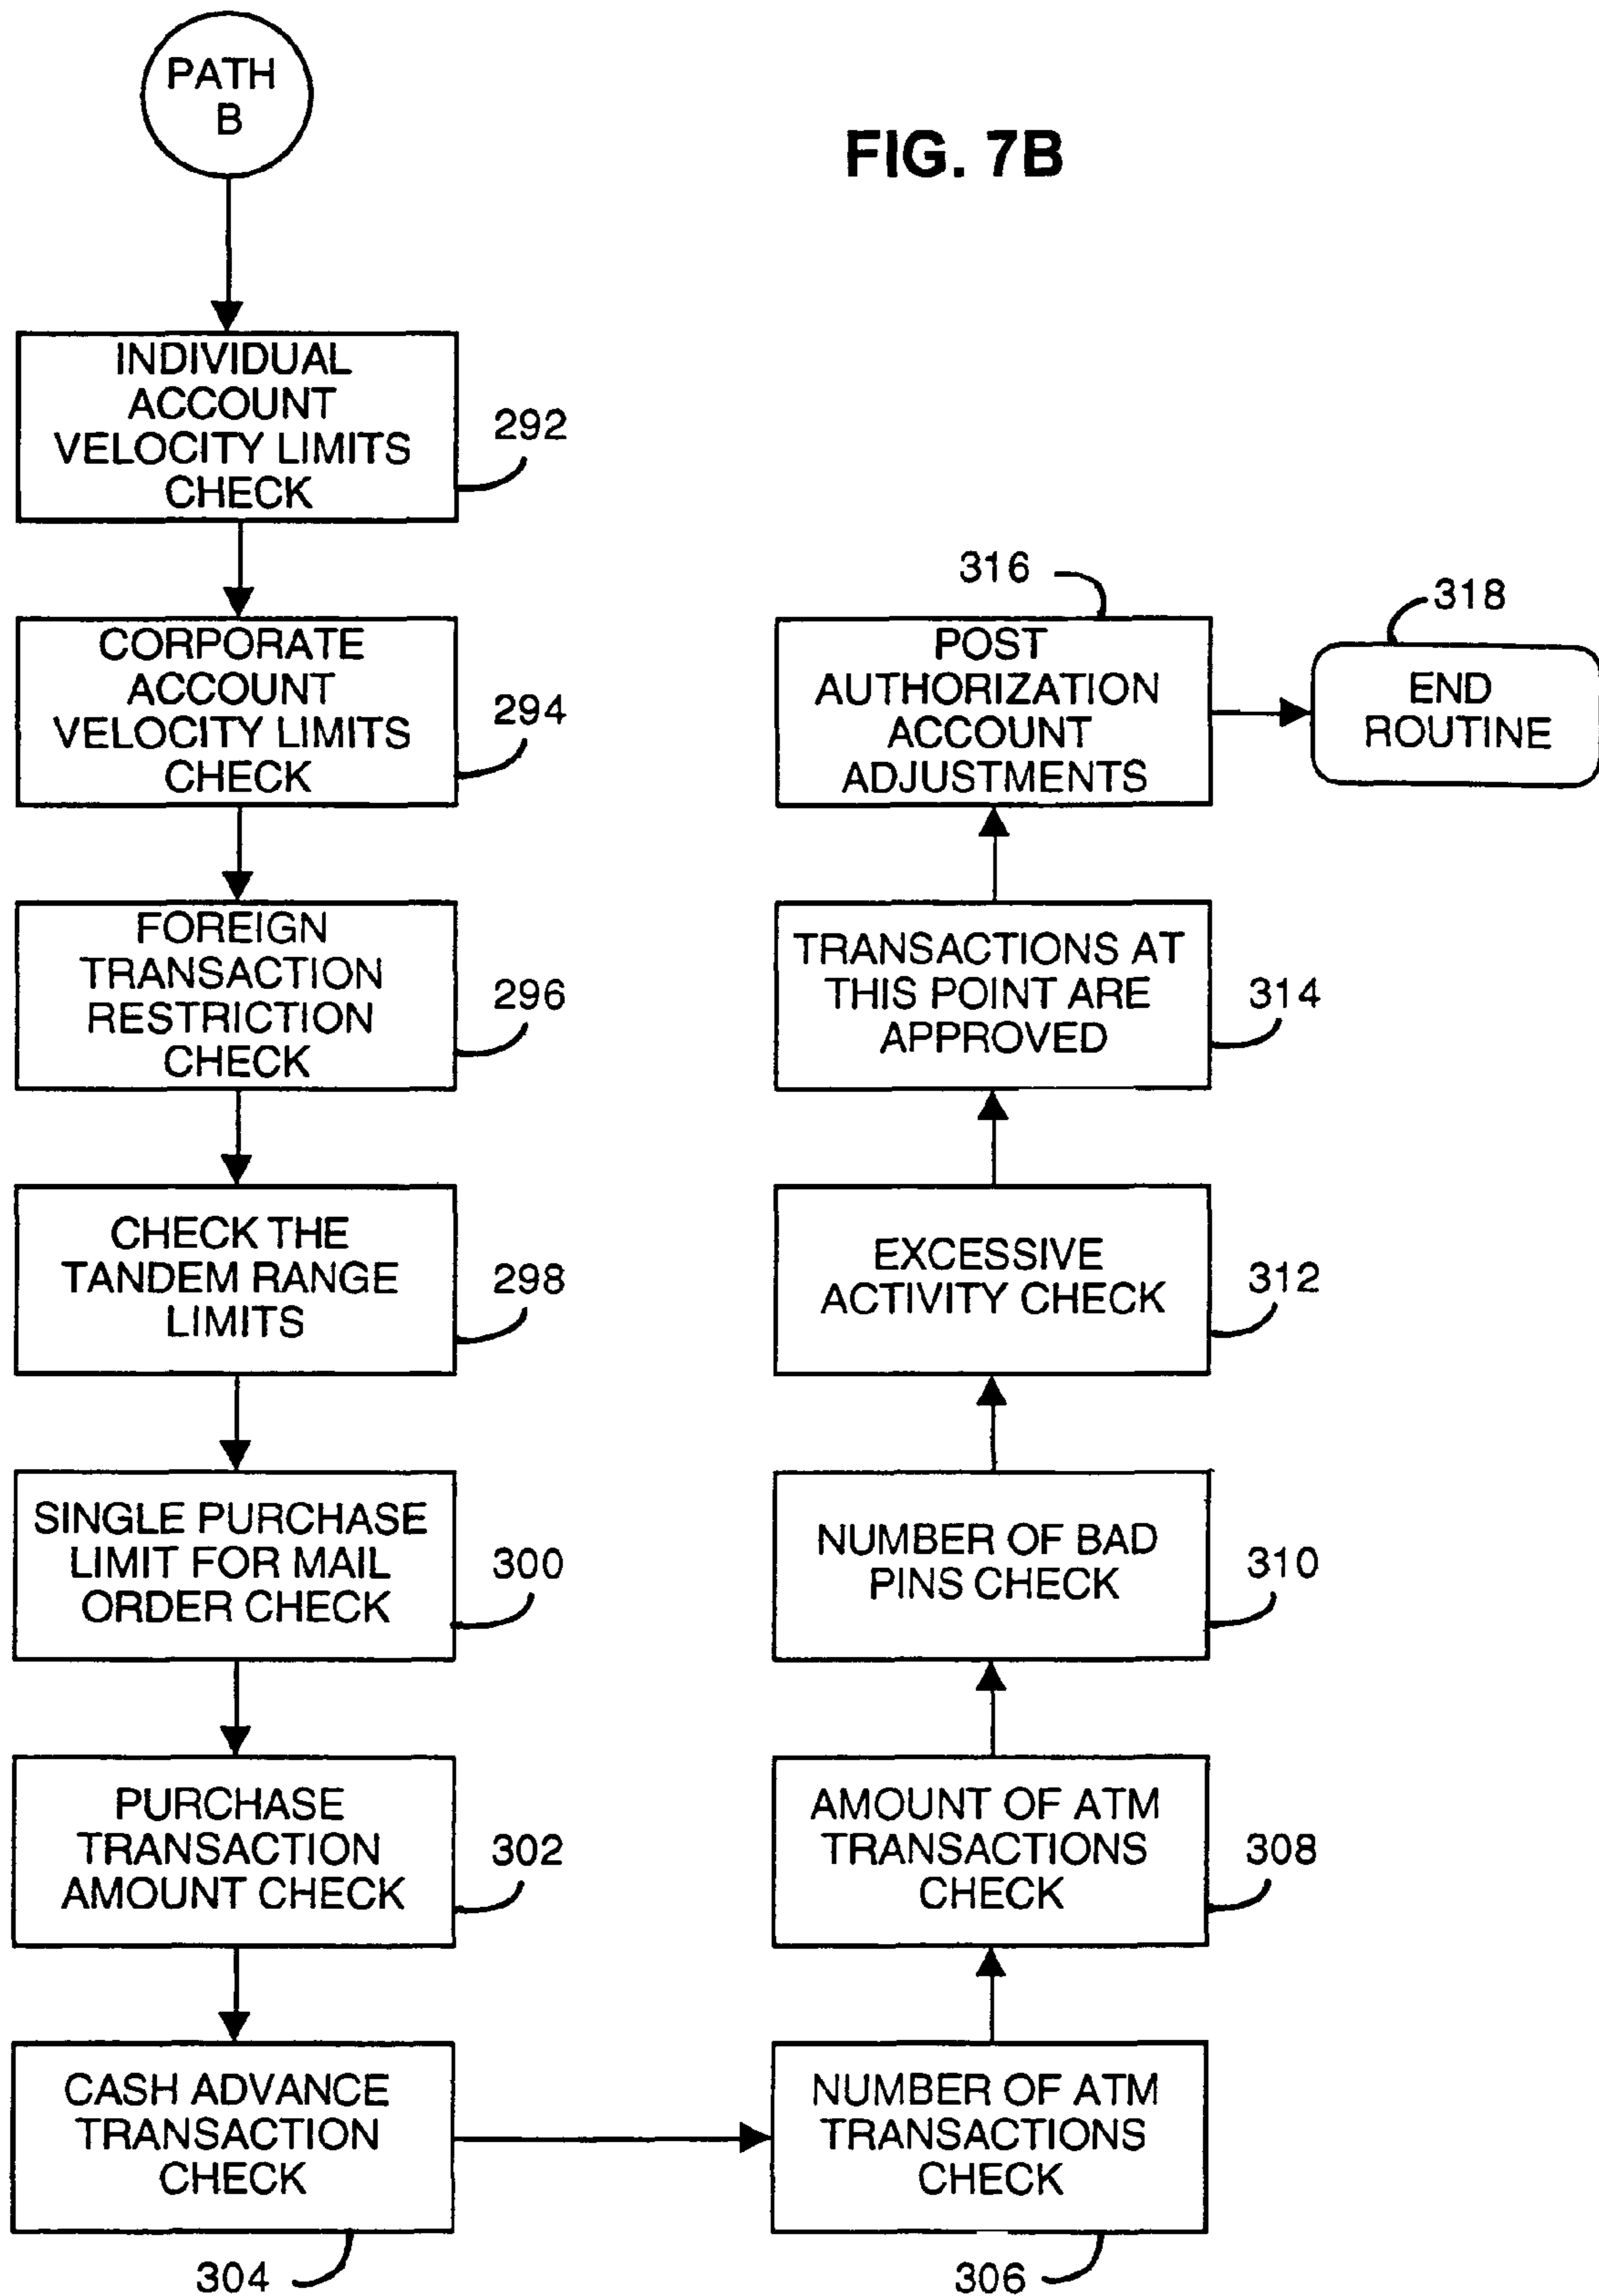 PATH
B
FIG. 7B
INDIVIDUAL
ACCOUNT
VELOCITY LIMITS
CHECK
292
CORPORATE
ACCOUNT
VELOCITY LIMITS
CHECK
294
FOREIGN
TRANSACTION
RESTRICTION
CHECK
296
CHECK THE
TANDEM RANGE
LIMITS
298
SINGLE PURCHASE
LIMIT FOR MAIL
ORDER CHECK
300
PURCHASE
TRANSACTION
AMOUNT CHECK
302
CASH ADVANCE
TRANSACTION
CHECK
304
NUMBER OF ATM
TRANSACTIONS
CHECK
306
AMOUNT OF ATM
TRANSACTIONS
CHECK
308
NUMBER OF BAD
PINS CHECK
310
EXCESSIVE
ACTIVITY CHECK
312
TRANSACTIONS AT
THIS POINT ARE
APPROVED
314
316
POST
AUTHORIZATION
ACCOUNT
ADJUSTMENTS
318
END
ROUTINE